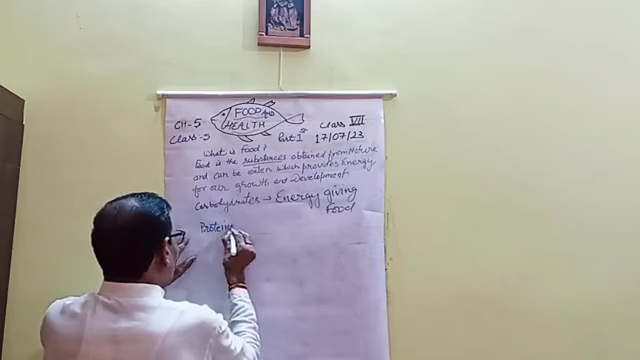 CH-5 FOOD AND Class VII
Class-5 HEALTH Part 1st 17/07/23
What is food?
Food is the substances obtained from Nature
and can be eaten which provides Energy
for our growth and Development
Carbohydrates → Energy giving
Food
Proteins